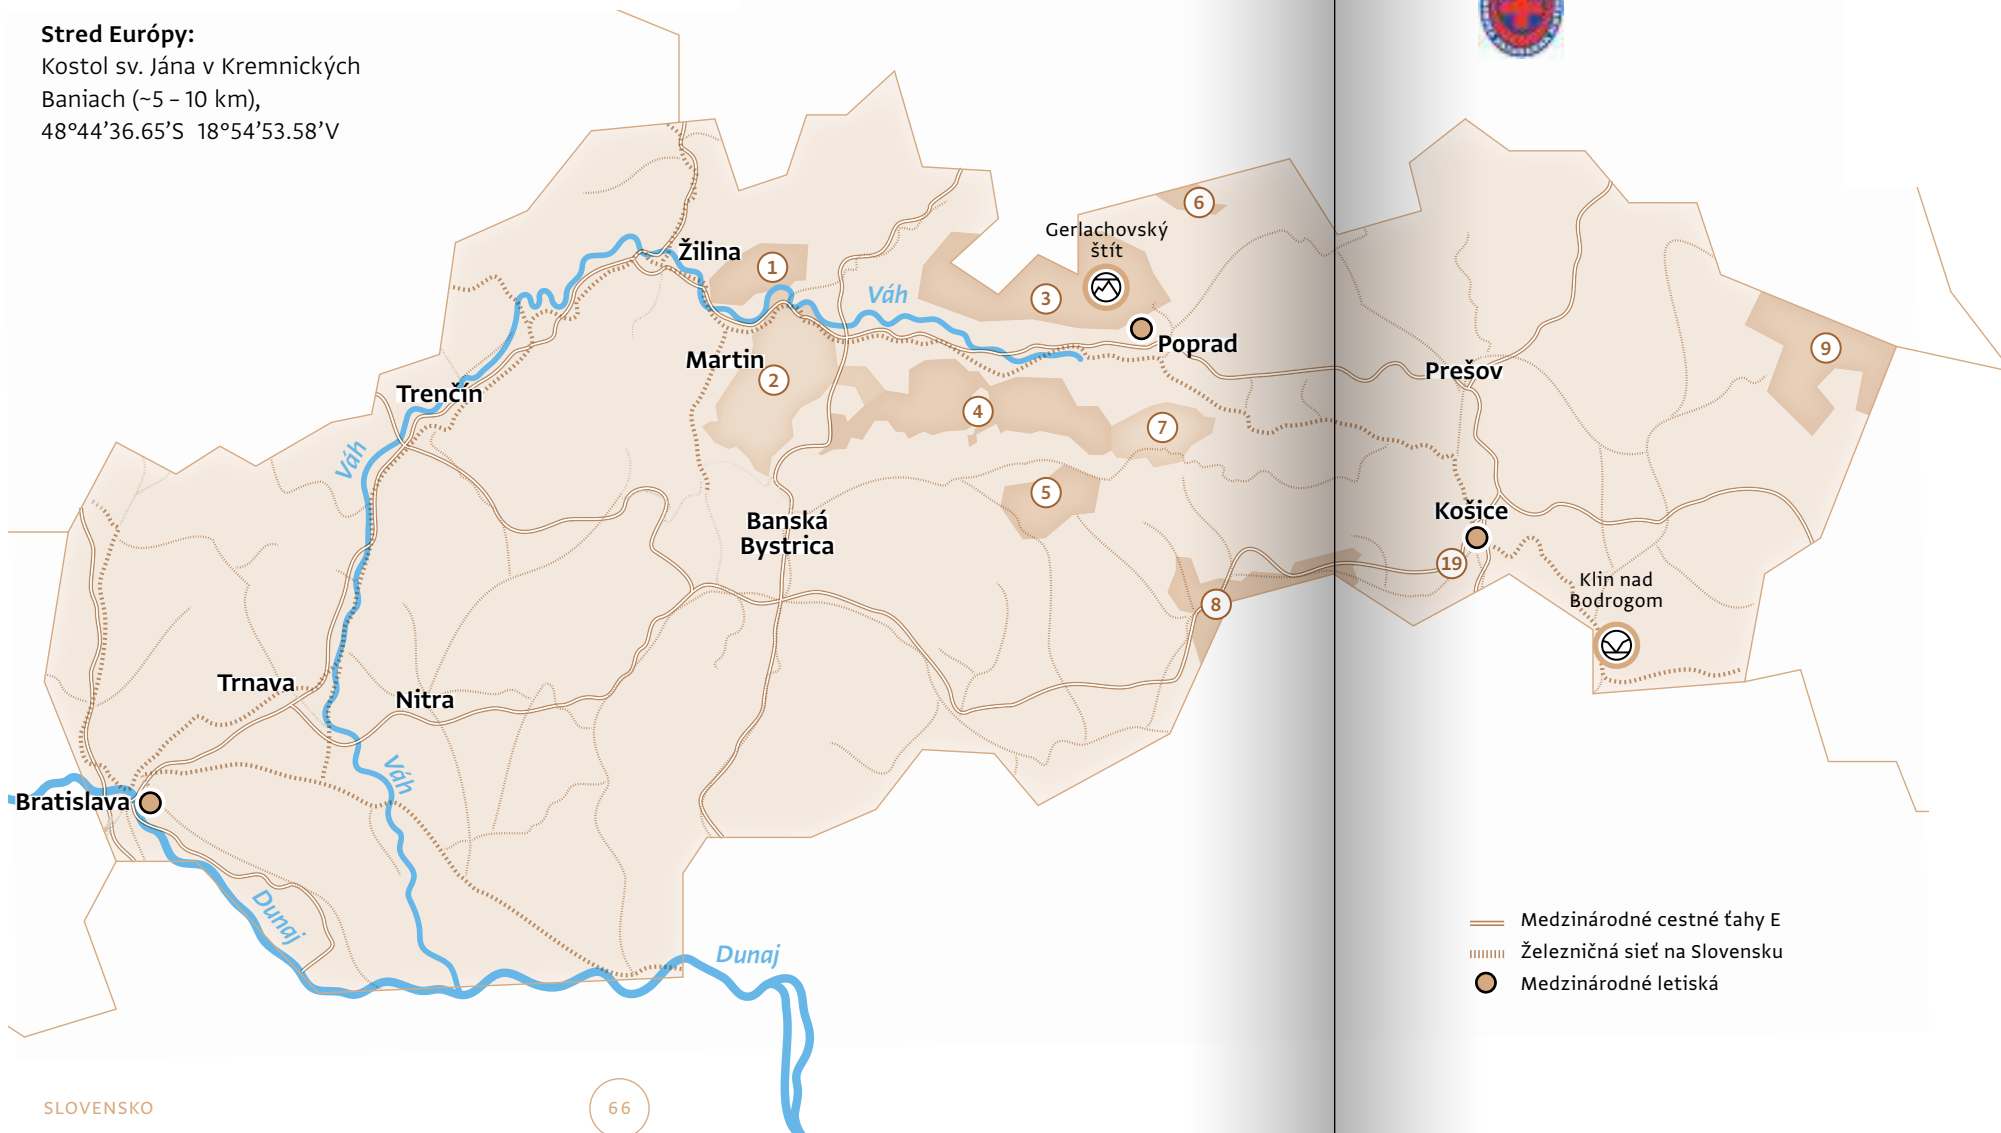 Stred Európy:
Kostol sv. Jána v Kremnických
Baniach (~5 – 10 km),
48°44’36.65’S 18°54’53.58’V
6
Gerlachovský
štít
Žilina
1
Váh
3
Poprad
9
Martin
2
Prešov
Trenčín
4
7
Váh
5
Košice
Banská
Bystrica
19
Klin nad
Bodrogom
8
Trnava
Nitra
Váh
Bratislava
Dunaj
Dunaj
Medzinárodné cestné ťahy E
Železničná sieť na Slovensku
Medzinárodné letiská
SLOVENSKO
66